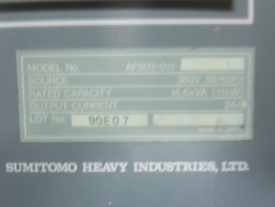 MODEL No. AF503-011-
SOURCE 380V 50/60Hz
RATED CAPACITY 15.8kVA (11kW)
OUTPUT CURRENT 24A
LOT No. 90E07
SUMITOMO HEAVY INDUSTRIES, LTD.